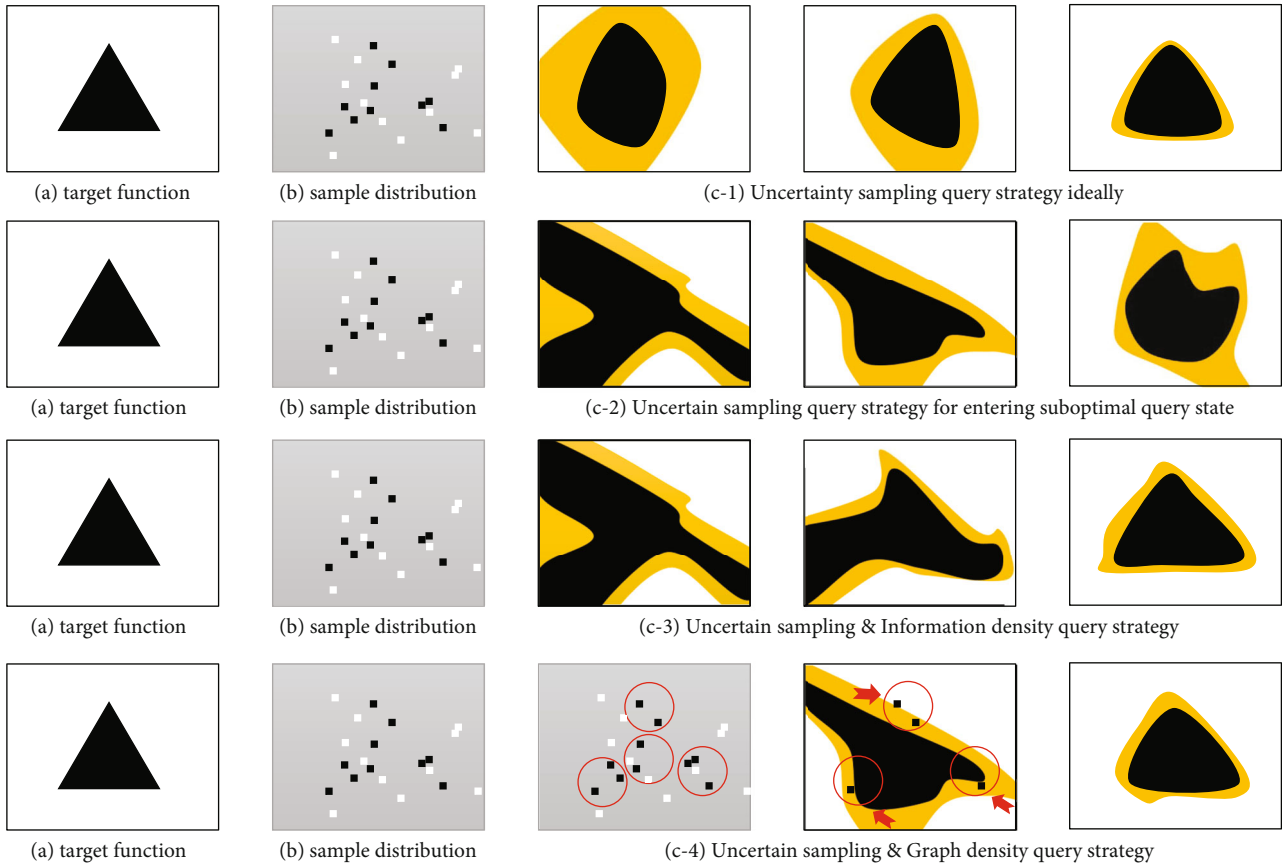 (a) target function
(b) sample distribution
(c-1) Uncertainty sampling query strategy ideally
(a) target function
(b) sample distribution
(c-2) Uncertain sampling query strategy for entering suboptimal query state
(a) target function
(b) sample distribution
(c-3) Uncertain sampling & Information density query strategy
(a) target function
(b) sample distribution
(c-4) Uncertain sampling & Graph density query strategy